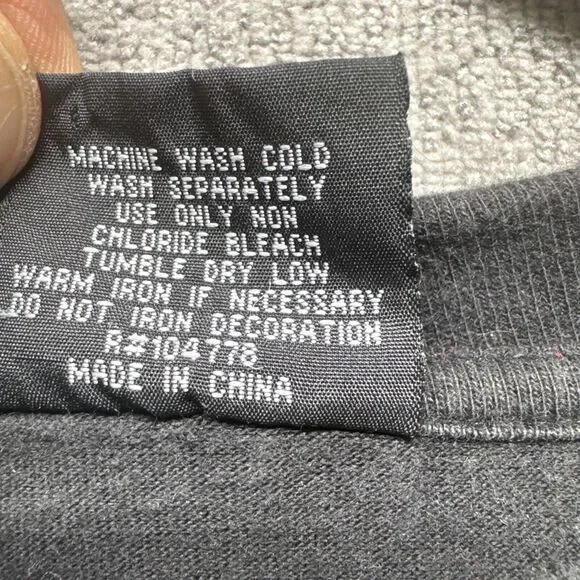 MACHINE WASH COLD
WASH SEPARATELY
USE ONLY NON
CHLORIDE BLEACH
TUMBLE DRY LOW
WARM IRON IF NECESSARY
DO NOT IRON DECORATION
R#104778
MADE IN CHINA